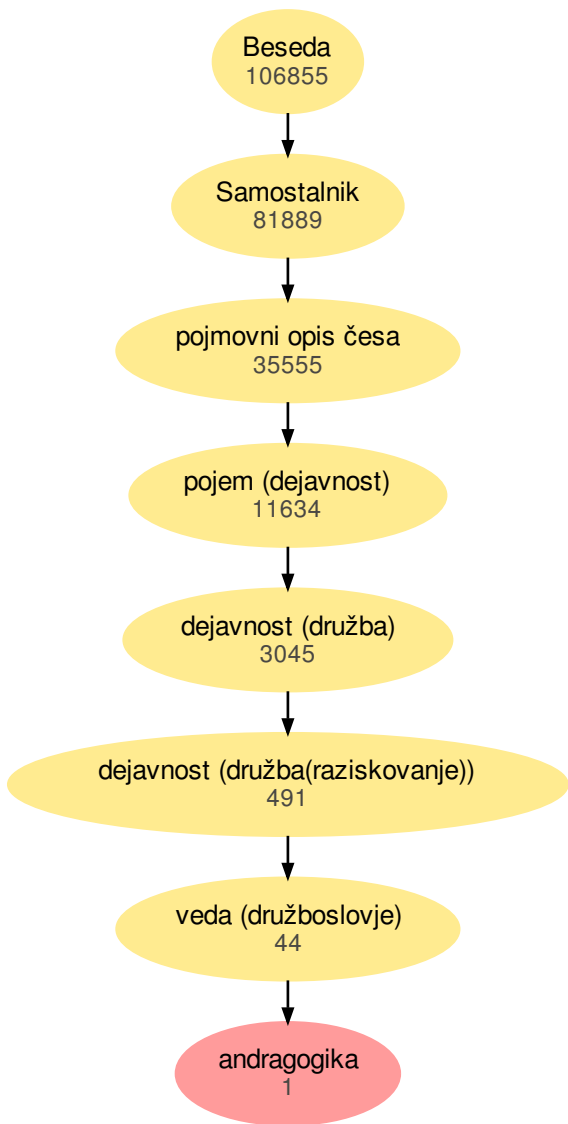 Beseda
106855
Samostalnik
81889
pojmovni opis česa
35555
pojem (dejavnost)
11634
dejavnost (družba)
3045
dejavnost (družba(raziskovanje))
491
veda (družboslovje)
44
andragogika
1